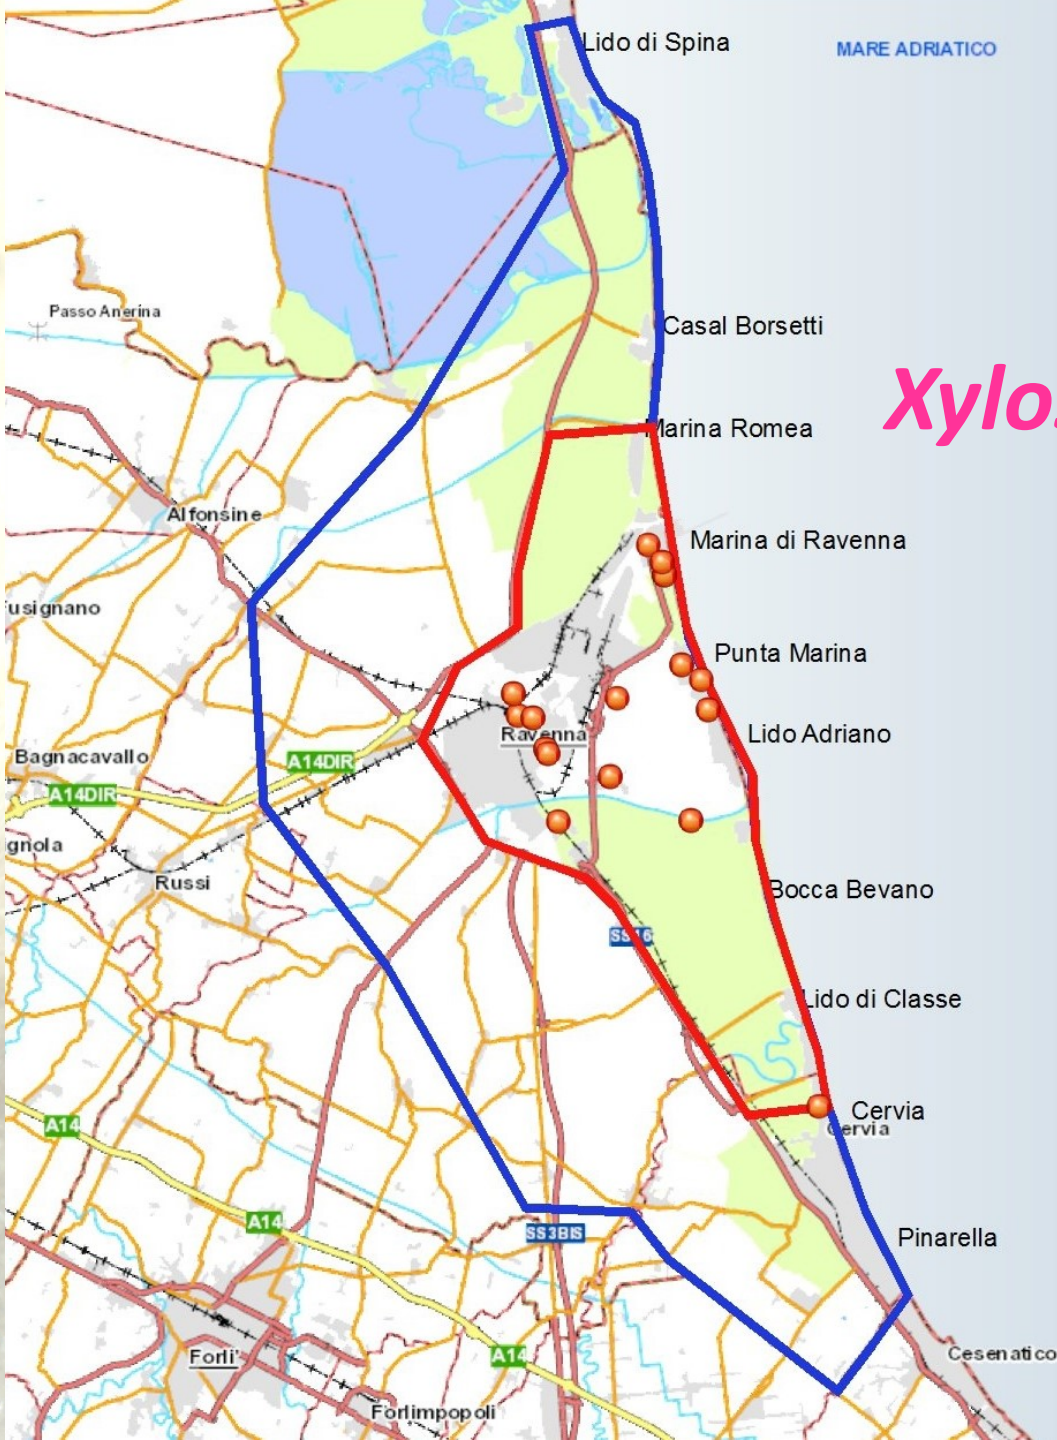 Lido di Spina
MARE ADRIATICO
Passo Anerina
Casal Borsetti
Xylo
Marina Romea
Alfonsine
Marina di Ravenna
usignano
Punta Marina
Ravenna
Lido Adriano
Bagnacavallo
A14DIR
A14DIR
gnola
Russi
Bocca Bevano
SS16
Lido di Classe
A14
Cervia
Cervia
A14
SS3BIS
Pinarella
A14
Forli'
Cesenatico
Forlimpopoli